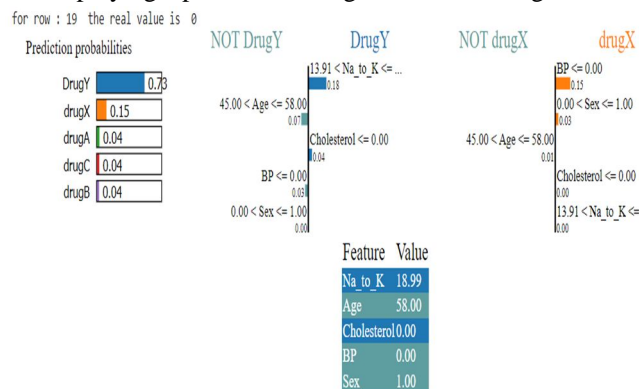 for row : 19 the real value is 0
Prediction probabilities
DrugY 0.73
drugX 0.15
drugA 0.04
drugC 0.04
drugB 0.04
NOT DrugY DrugY
13.91 < Na_to_K <= ...
0.18
45.00 < Age <= 58.00
0.07
Cholesterol <= 0.00
0.04
BP <= 0.00
0.03
0.00 < Sex <= 1.00
0.00
NOT drugX drugX
BP <= 0.00
0.15
0.00 < Sex <= 1.00
0.03
45.00 < Age <= 58.00
0.01
Cholesterol <= 0.00
0.00
13.91 < Na_to_K <=
0.00
Feature Value
Na_to_K 18.99
Age 58.00
Cholesterol 0.00
BP 0.00
Sex 1.00